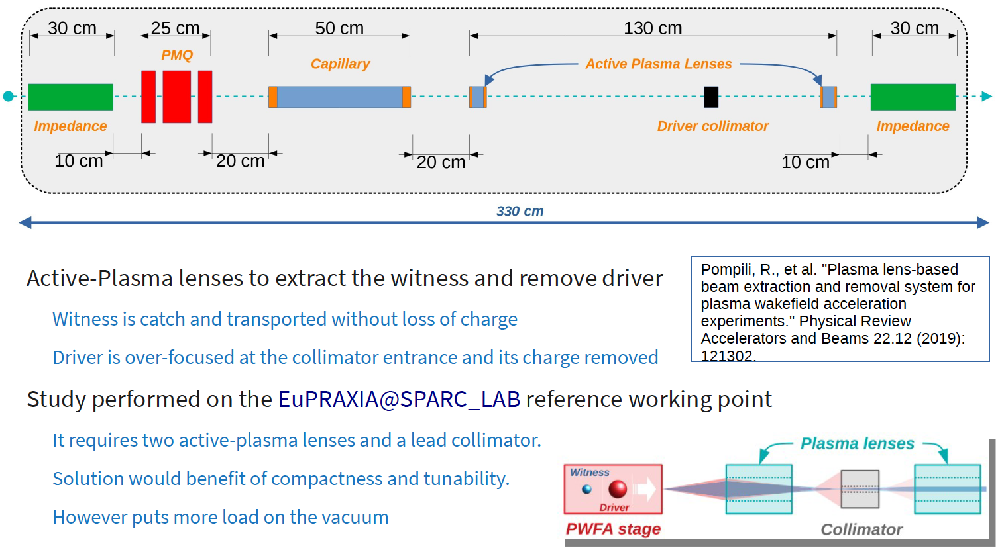 30 cm
25 cm
50 cm
130 cm
30 cm
PMQ
Capillary
Active Plasma Lenses
Impedance
Driver collimator
Impedance
10 cm
20 cm
20 cm
10 cm
330 cm
Active-Plasma lenses to extract the witness and remove driver
Witness is catch and transported without loss of charge
Driver is over-focused at the collimator entrance and its charge removed
Pompili, R., et al. "Plasma lens-based
beam extraction and removal system for
plasma wakefield acceleration
experiments." Physical Review
Accelerators and Beams 22.12 (2019):
121302.
Study performed on the EuPRAXIA@SPARC_LAB reference working point
It requires two active-plasma lenses and a lead collimator.
Solution would benefit of compactness and tunability.
However puts more load on the vacuum
Plasma lenses
Witness
Driver
PWFA stage
Collimator